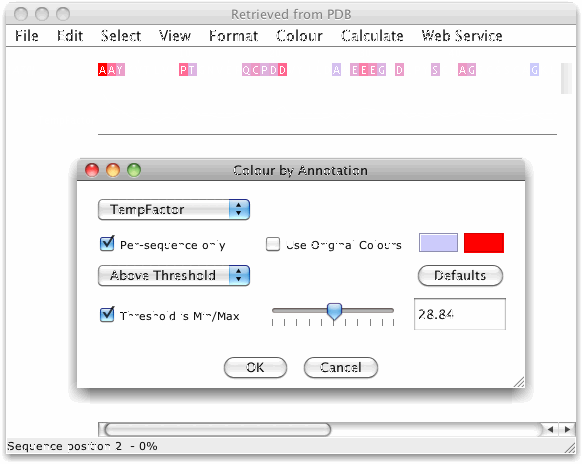 Retrieved from PDB
File Edit Select View Format Colour Calculate Web Service
AAY PT QCPDD A EEEG D S AG G
Colour by Annotation
TempFactor
Per-sequence only Use Original Colours
Above Threshold Defaults
Threshold is Min/Max 28.84
OK Cancel
Sequence position 2 - 0%